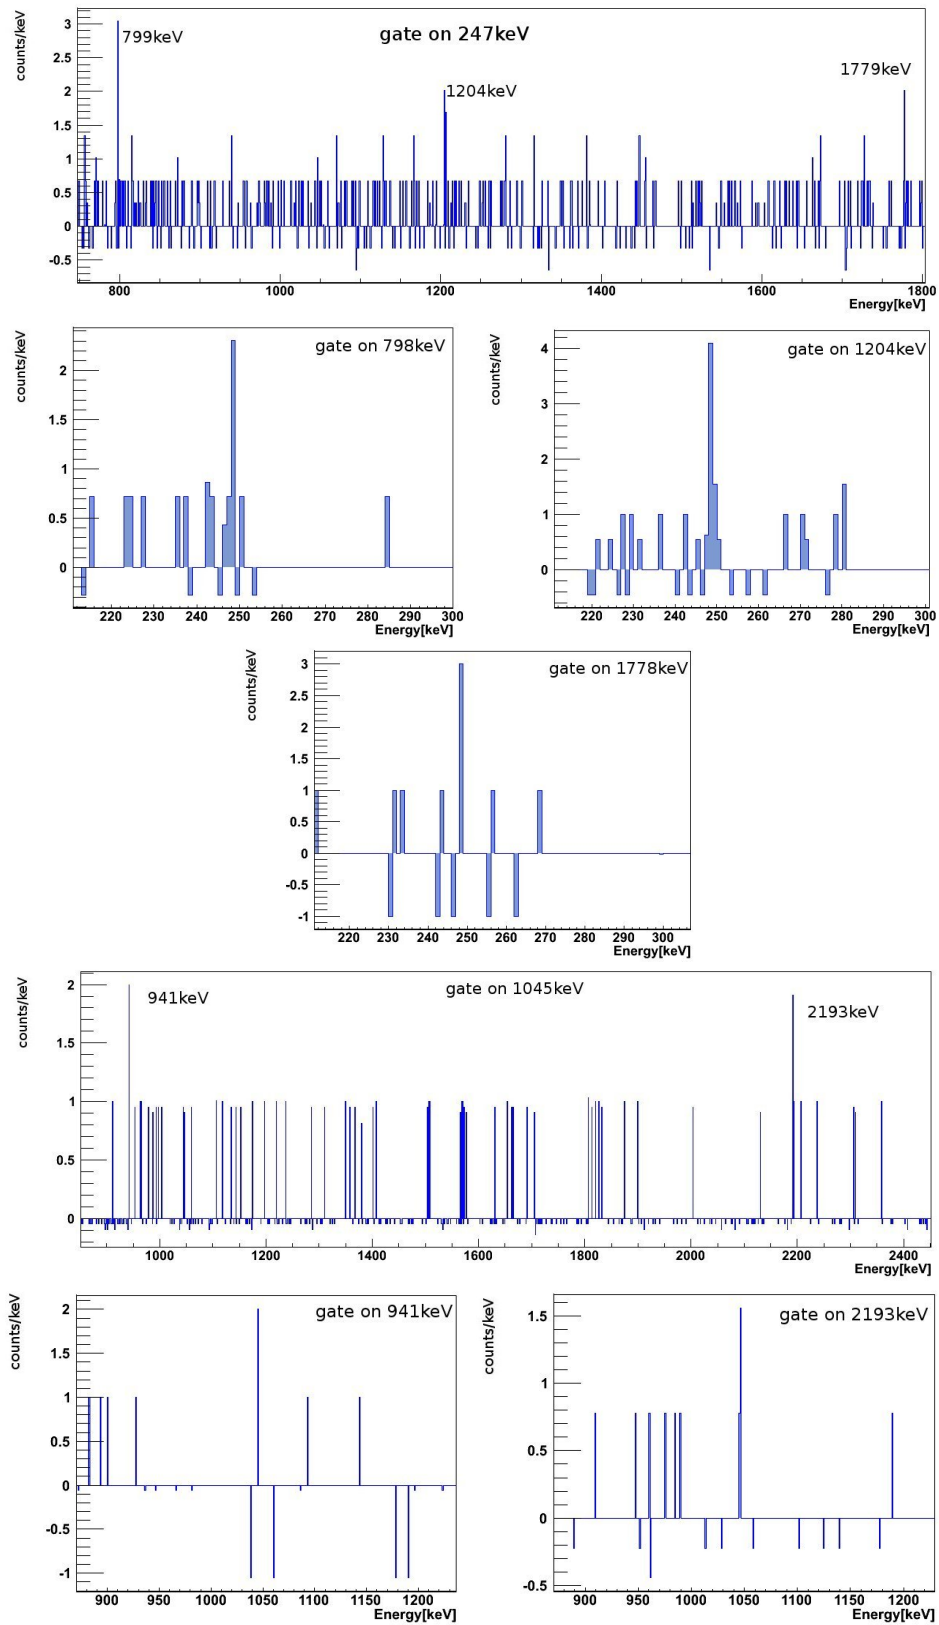 counts/keV
gate on 247keV
799keV
1204keV
1779keV
3
2.5
2
1.5
1
0.5
0
-0.5
800 1000 1200 1400 1600 1800
Energy[keV]
counts/keV
gate on 798keV
2
1.5
1
0.5
0
220 230 240 250 260 270 280 290 300
Energy[keV]
counts/keV
gate on 1204keV
4
3
2
1
0
220 230 240 250 260 270 280 290 300
Energy[keV]
counts/keV
gate on 1778keV
3
2.5
2
1.5
1
0.5
0
-0.5
-1
220 230 240 250 260 270 280 290 300
Energy[keV]
counts/keV
941keV
gate on 1045keV
2193keV
2
1.5
1
0.5
0
1000 1200 1400 1600 1800 2000 2200 2400
Energy[keV]
counts/keV
gate on 941keV
2
1.5
1
0.5
0
-0.5
-1
900 950 1000 1050 1100 1150 1200
Energy[keV]
counts/keV
gate on 2193keV
1.5
1
0.5
0
-0.5
900 950 1000 1050 1100 1150 1200
Energy[keV]